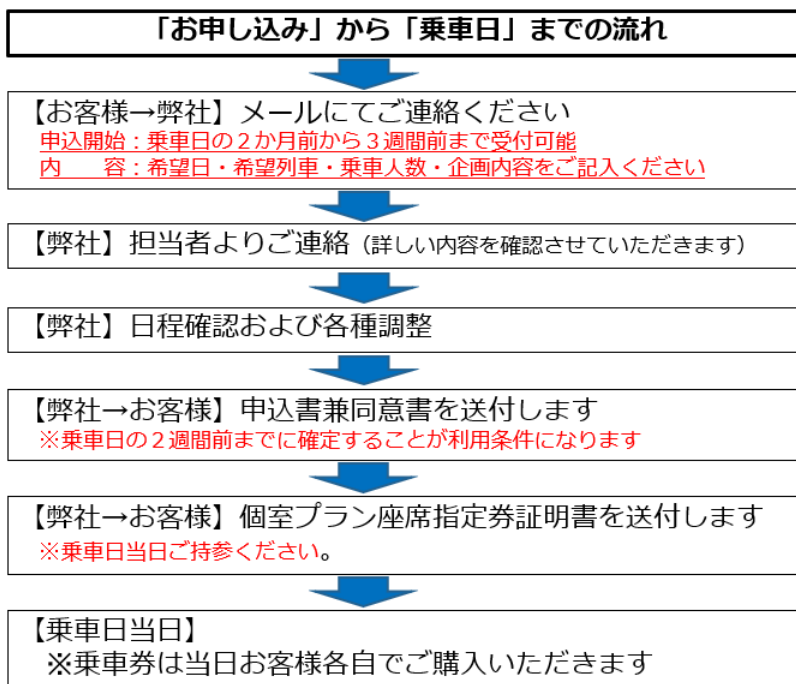 「お申し込み」から「乗車日」までの流れ
【お客様→弊社】メールにてご連絡ください
申込開始：乗車日の２か月前から３週間前まで受付可能
内　　容：希望日・希望列車・乗車人数・企画内容をご記入ください
【弊社】担当者よりご連絡（詳しい内容を確認させていただきます）
【弊社】日程確認および各種調整
【弊社→お客様】申込書兼同意書を送付します
※乗車日の２週間前までに確定することが利用条件になります
【弊社→お客様】個室プラン座席指定券証明書を送付します
※乗車日当日ご持参ください。
【乗車日当日】
※乗車券は当日お客様各自でご購入いただきます